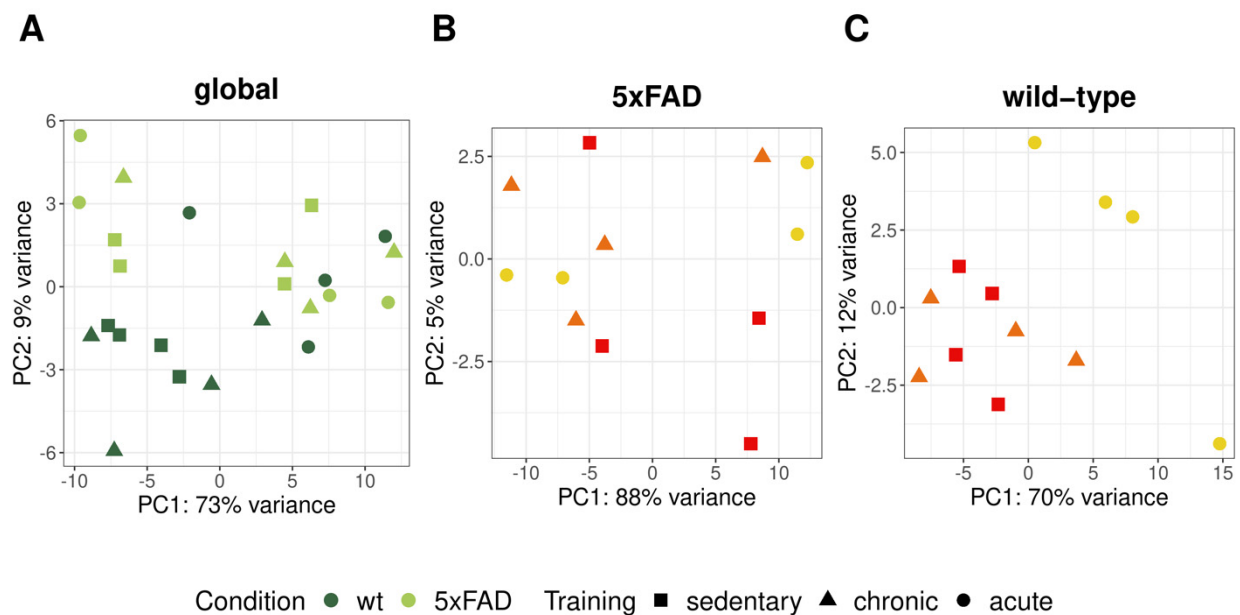 A
B
C
global
5xFAD
wild−type
6
3
0
-3
-6
PC2: 9% variance
-10
-5
0
5
10
PC1: 73% variance
2.5
0.0
-2.5
PC2: 5% variance
-10
-5
0
5
10
PC1: 88% variance
5.0
2.5
0.0
-2.5
PC2: 12% variance
-5
0
5
10
15
PC1: 70% variance
Condition wt 5xFAD Training sedentary chronic acute